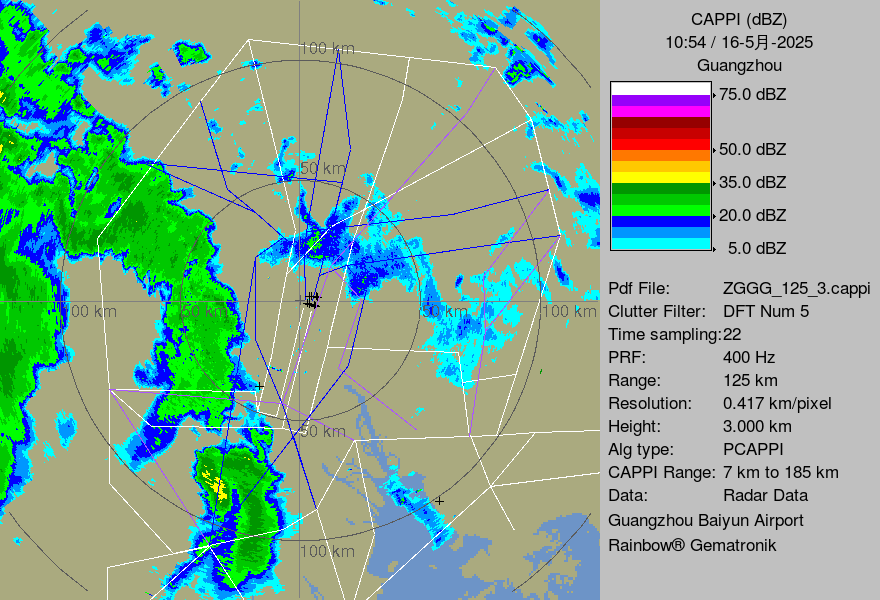 CAPPI (dBZ)
10:54 / 16-5月-2025
Guangzhou
75.0 dBZ
50.0 dBZ
35.0 dBZ
20.0 dBZ
5.0 dBZ
Pdf File: ZGGG_125_3.cappi
Clutter Filter: DFT Num 5
Time sampling:22
PRF: 400 Hz
Range: 125 km
Resolution: 0.417 km/pixel
Height: 3.000 km
Alg type: PCAPPI
CAPPI Range: 7 km to 185 km
Data: Radar Data
Guangzhou Baiyun Airport
Rainbow® Gematronik
100 km
50 km
100 km
50 km
50 km
100 km
50 km
100 km